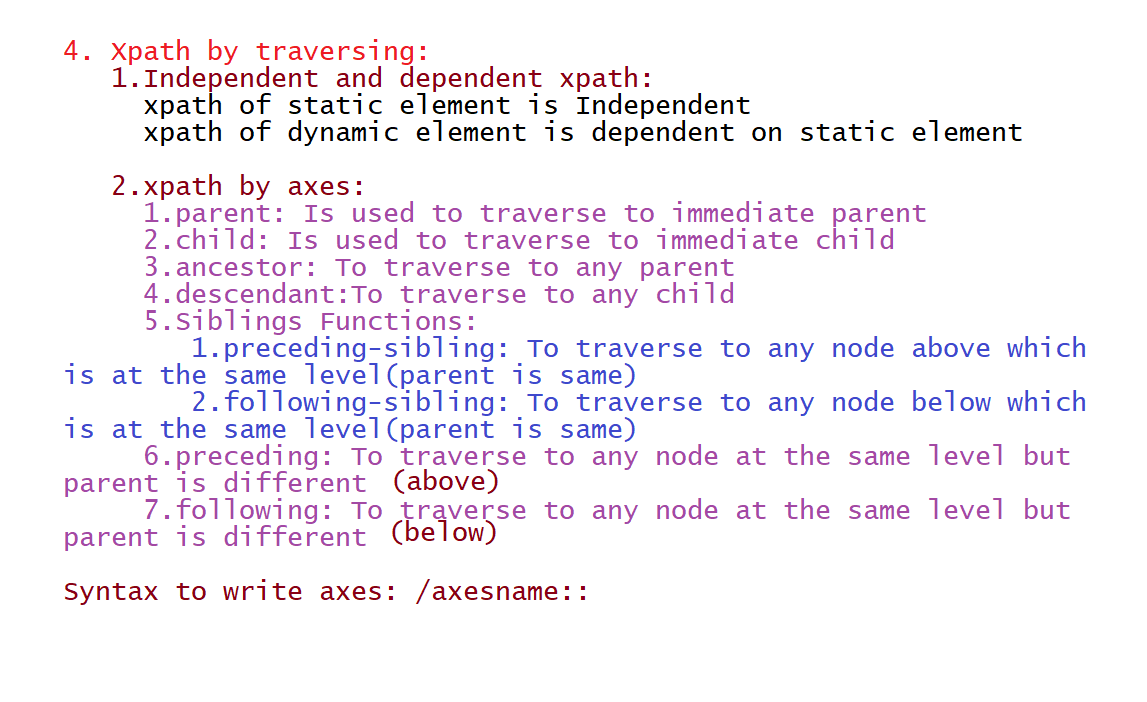 4. Xpath by traversing:
1.Independent and dependent xpath:
xpath of static element is Independent
xpath of dynamic element is dependent on static element
2.xpath by axes:
1.parent: Is used to traverse to immediate parent
2.child: Is used to traverse to immediate child
3.ancestor: To traverse to any parent
4.descendant:To traverse to any child
5.Siblings Functions:
1.preceding-sibling: To traverse to any node above which
is at the same level(parent is same)
2.following-sibling: To traverse to any node below which
is at the same level(parent is same)
6.preceding: To traverse to any node at the same level but
parent is different (above)
7.following: To traverse to any node at the same level but
parent is different (below)
Syntax to write axes: /axesname::